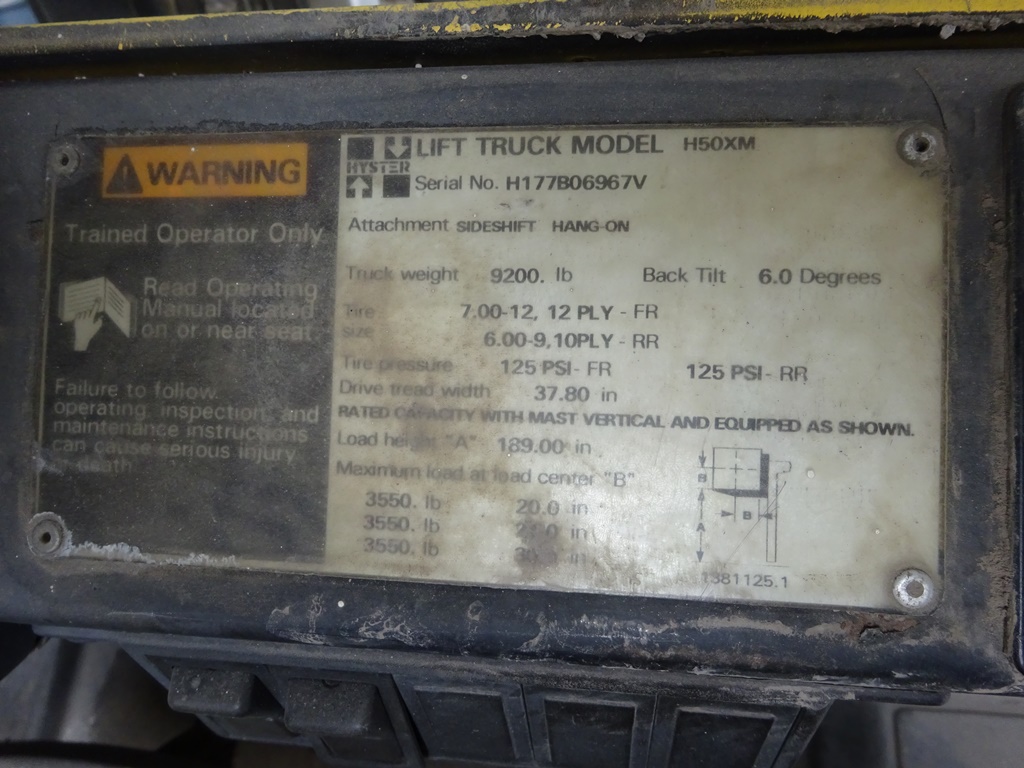 WARNING
Trained Operator Only
Read Operating
Manual located
on or near seat
Failure to follow
operating, inspection, and
maintenance instructions
can cause serious injury
or death
HYSTER
LIFT TRUCK MODEL H50XM
Serial No. H177B06967V
Attachment SIDESHIFT HANG-ON
Truck weight 9200. lb Back Tilt 6.0 Degrees
Tire 7.00-12, 12 PLY - FR
size 6.00-9,10PLY - RR
Tire pressure 125 PSI- FR 125 PSI- RR
Drive tread width 37.80 in
RATED CAPACITY WITH MAST VERTICAL AND EQUIPPED AS SHOWN.
Load height "A" 189.00 in
Maximum load at load center "B"
3550. lb 20.0 in
3550. lb in
3550. lb in
B
B
A
1381125.1